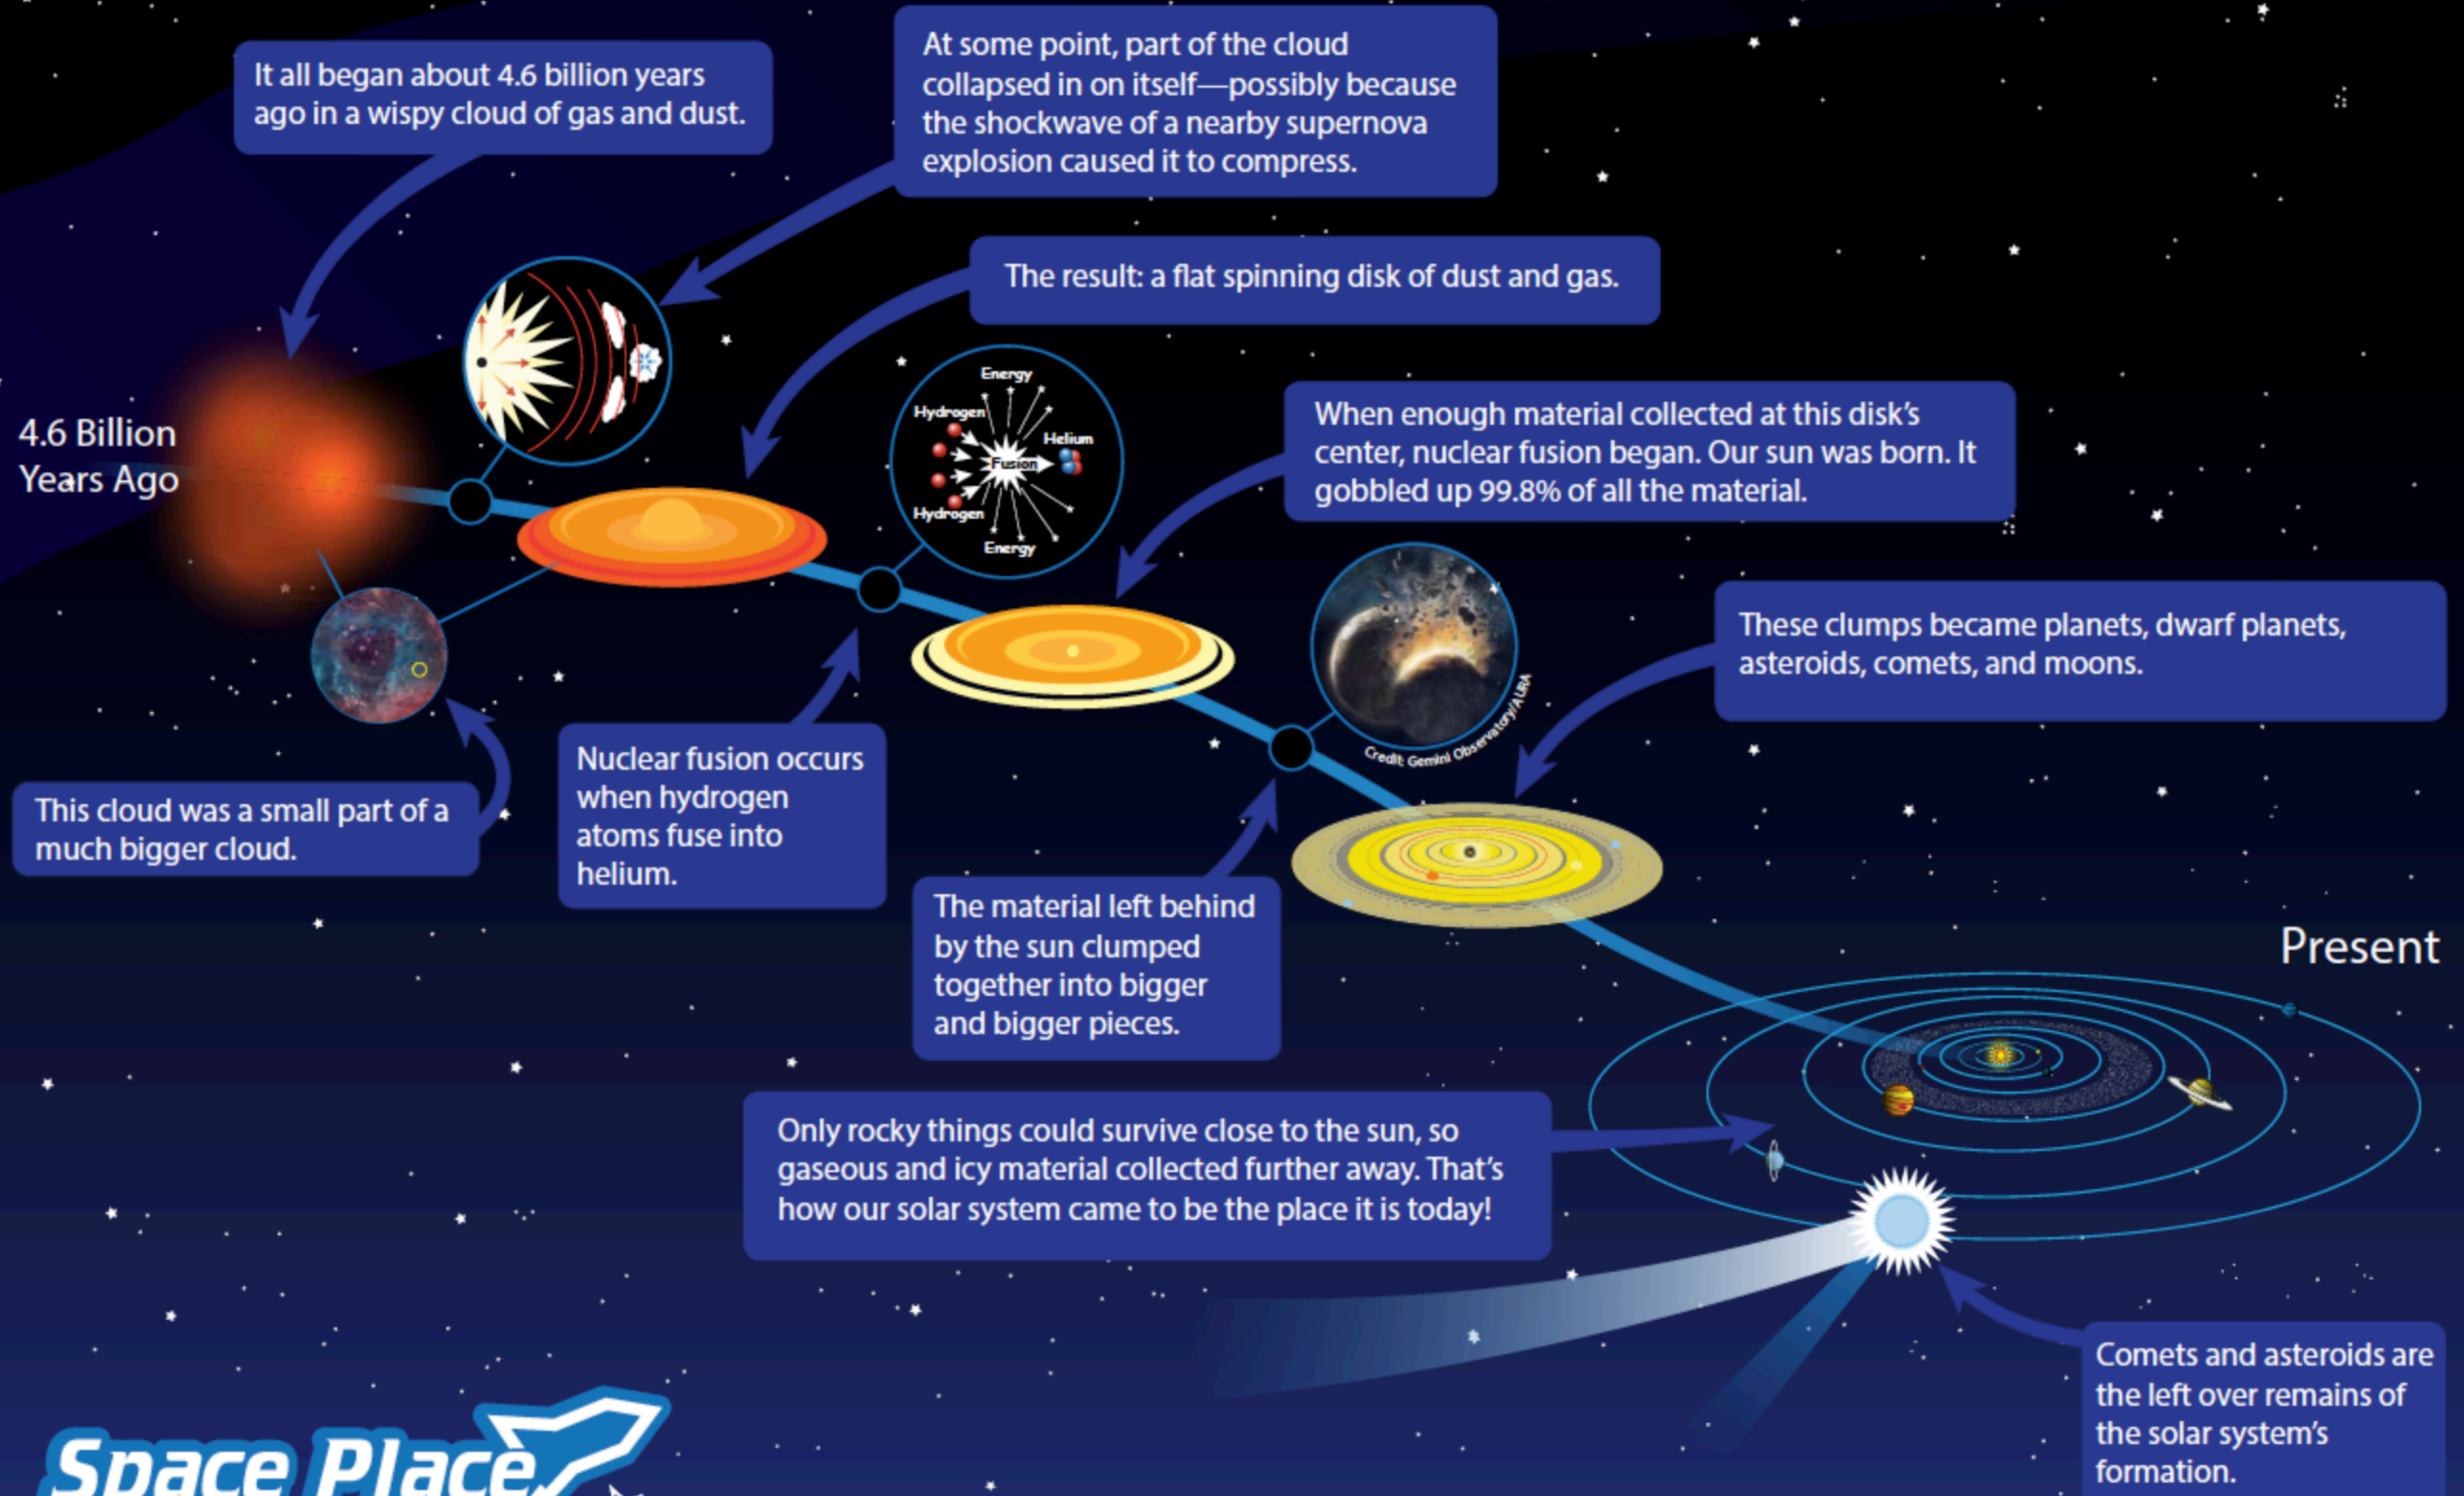 It all began about 4.6 billion years
ago in a wispy cloud of gas and dust.
At some point, part of the cloud
collapsed in on itself—possibly because
the shockwave of a nearby supernova
explosion caused it to compress.
The result: a flat spinning disk of dust and gas.
4.6 Billion
Years Ago
Energy
Hydrogen
Helium
Fusion
Hydrogen
Energy
When enough material collected at this disk's
center, nuclear fusion began. Our sun was born. It
gobbled up 99.8% of all the material.
Credit: Gemini Observatory/AURA
These clumps became planets, dwarf planets,
asteroids, comets, and moons.
This cloud was a small part of a
much bigger cloud.
Nuclear fusion occurs
when hydrogen
atoms fuse into
helium.
The material left behind
by the sun clumped
together into bigger
and bigger pieces.
Present
Only rocky things could survive close to the sun, so
gaseous and icy material collected further away. That's
how our solar system came to be the place it is today!
Comets and asteroids are
the left over remains of
the solar system's
formation.
Space Place